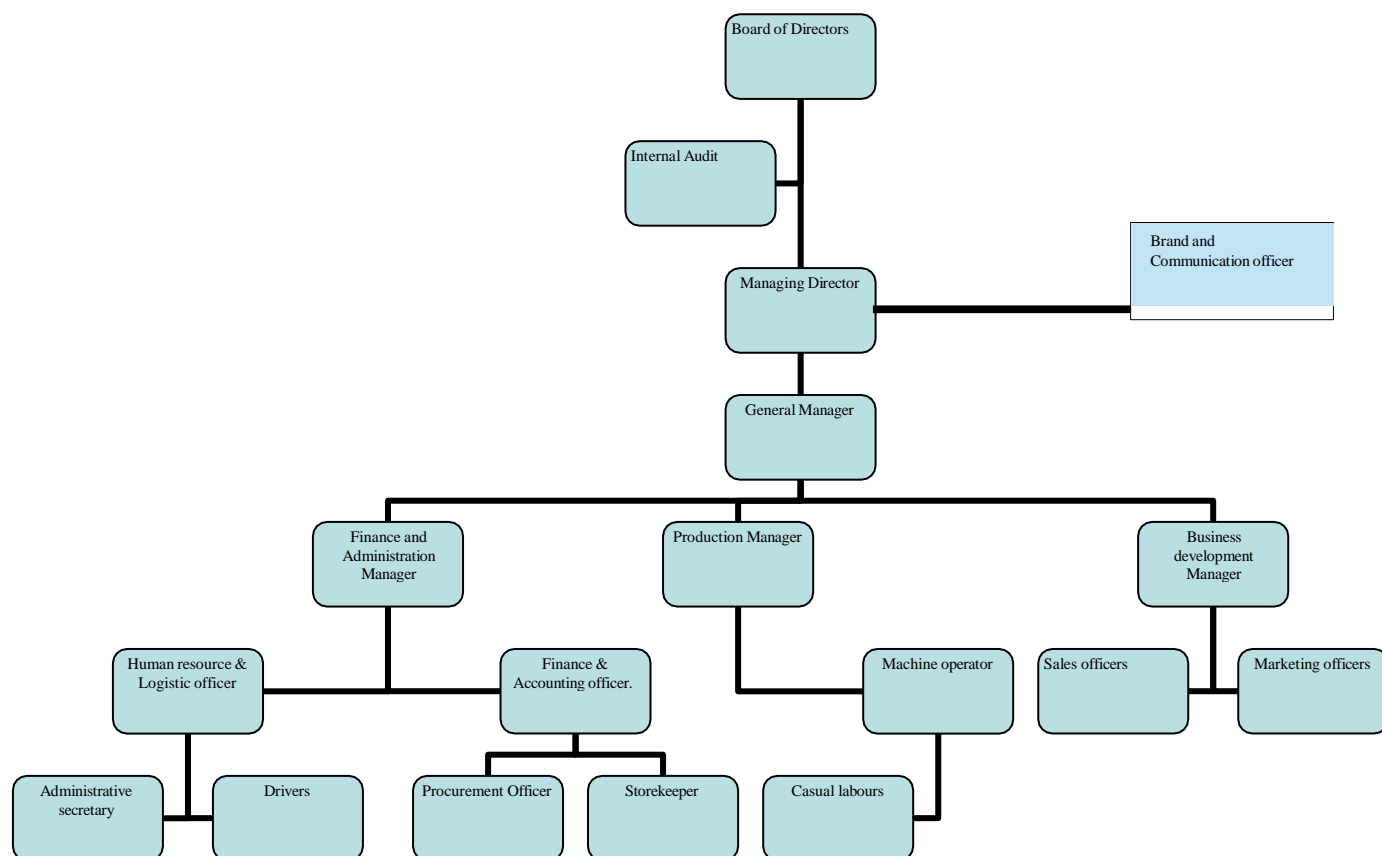 Board of Directors
Internal Audit
Brand and
Communication officer
Managing Director
General Manager
Finance and
Administration
Manager
Production Manager
Business
development
Manager
Human resource &
Logistic officer
Finance &
Accounting officer.
Machine operator
Sales officers
Marketing officers
Administrative
secretary
Drivers
Procurement Officer
Storekeeper
Casual labours